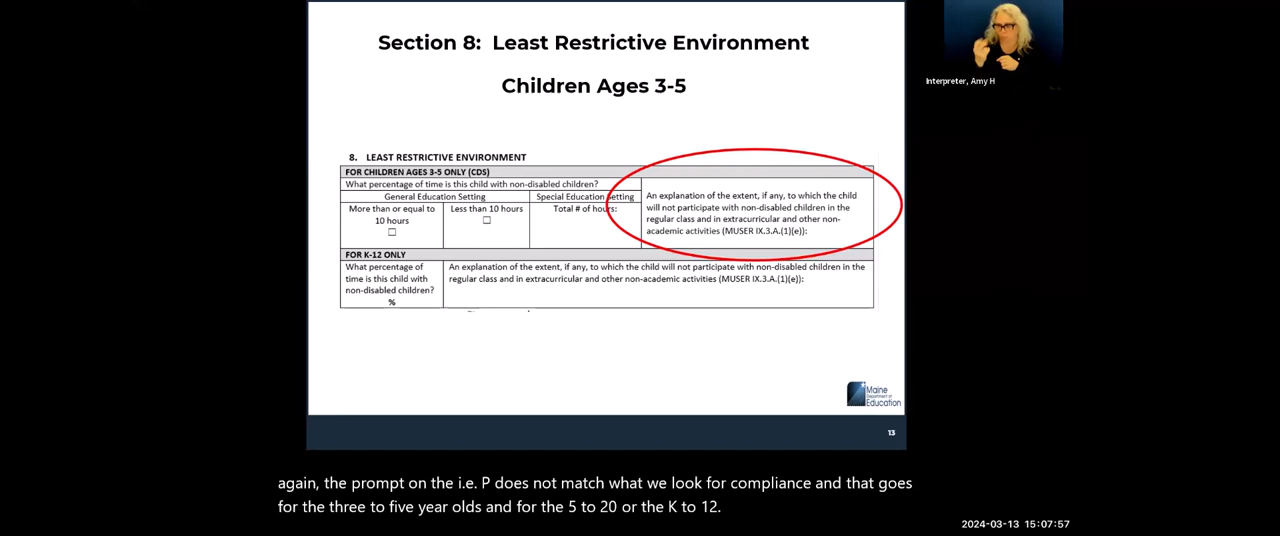 Section 8: Least Restrictive Environment
Children Ages 3-5
Interpreter, Amy H
8. LEAST RESTRICTIVE ENVIRONMENT
FOR CHILDREN AGES 3-5 ONLY (CDS)
What percentage of time is this child with non-disabled children?
General Education Setting
Special Education Setting
More than or equal to
10 hours
☐
Less than 10 hours
☐
Total # of hours:
An explanation of the extent, if any, to which the child
will not participate with non-disabled children in the
regular class and in extracurricular and other non-
academic activities (MUSER IX.3.A.(1)(e)):
FOR K-12 ONLY
What percentage of
time is this child with
non-disabled children?
%
An explanation of the extent, if any, to which the child will not participate with non-disabled children in the
regular class and in extracurricular and other non-academic activities (MUSER IX.3.A.(1)(e)):
Maine
Department of
Education
13
again, the prompt on the i.e. P does not match what we look for compliance and that goes
for the three to five year olds and for the 5 to 20 or the K to 12.
2024-03-13 15:07:57